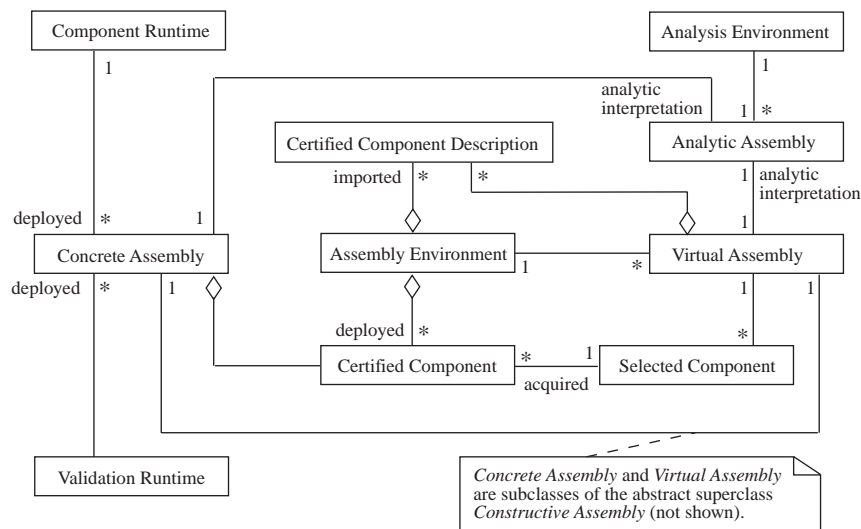 Component Runtime
Analysis Environment
1
1
analytic
interpretation
1
*
Certified Component Description
Analytic Assembly
imported
*
*
1
analytic
interpretation
deployed
*
1
1
Concrete Assembly
Assembly Environment
Virtual Assembly
1
*
deployed
*
1
1
1
deployed
*
*
Certified Component
*
1
Selected Component
acquired
Validation Runtime
Concrete Assembly and Virtual Assembly
are subclasses of the abstract superclass
Constructive Assembly (not shown).